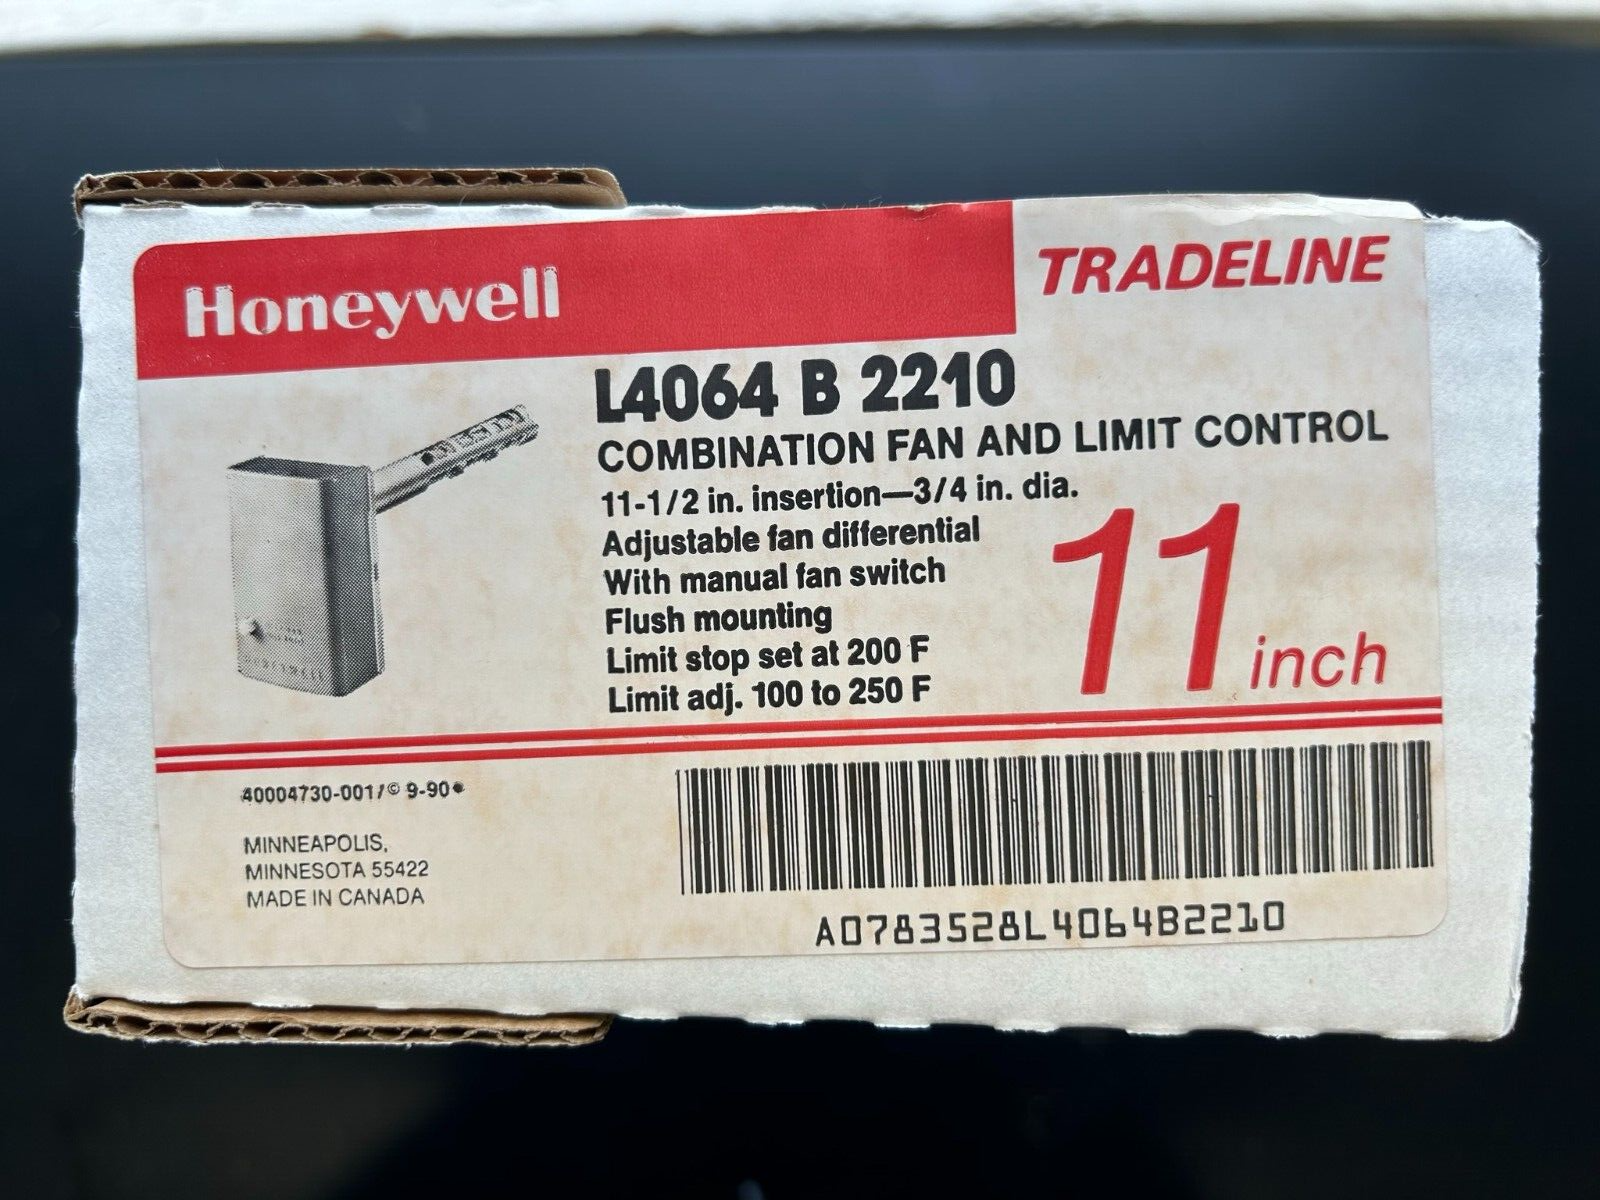 Honeywell
TRADELINE
L4064 B 2210
COMBINATION FAN AND LIMIT CONTROL
11-1/2 in. insertion—3/4 in. dia.
Adjustable fan differential
With manual fan switch
Flush mounting
Limit stop set at 200 F
Limit adj. 100 to 250 F
11 inch
HONEYWELL
40004730-001/© 9-90•
MINNEAPOLIS,
MINNESOTA 55422
MADE IN CANADA
A0783528L4064B2210